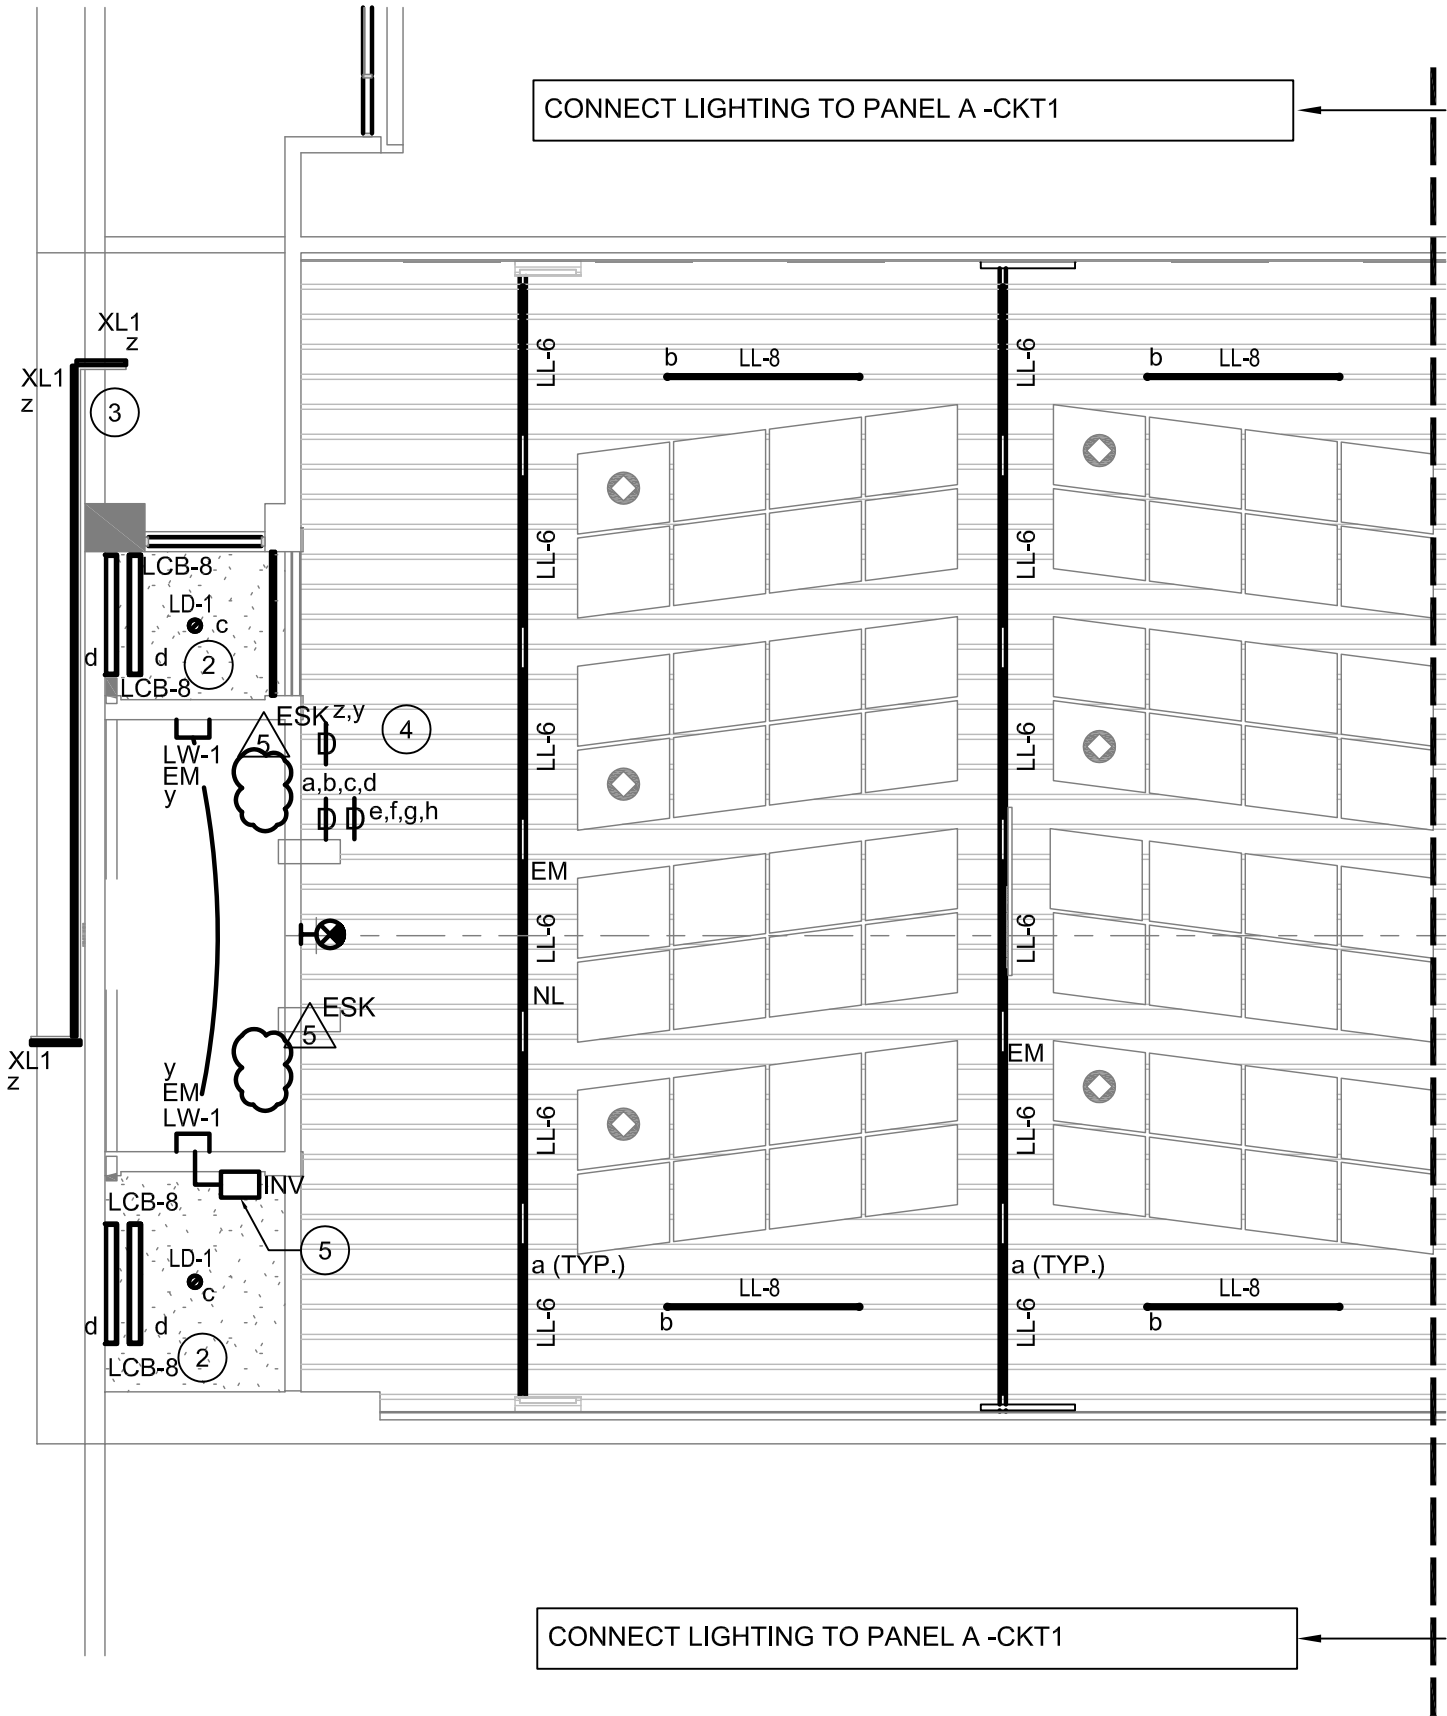 CONNECT LIGHTING TO PANEL A -CKT1
XL1
z
XL1
z
3
LL-6
b
LL-8
LL-6
b
LL-8
LL-6
LL-6
LCB-8
LD-1
c
d
d
2
LCB-8
ESK
z,y
4
5
LW-1
EM
y
a,b,c,d
e,f,g,h
LL-6
LL-6
EM
LL-6
LL-6
NL
ESK
5
XL1
z
y
EM
LW-1
EM
LL-6
LL-6
INV
LCB-8
5
LD-1
c
d
d
2
LCB-8
a (TYP.)
LL-8
b
LL-6
a (TYP.)
LL-8
b
LL-6
CONNECT LIGHTING TO PANEL A -CKT1